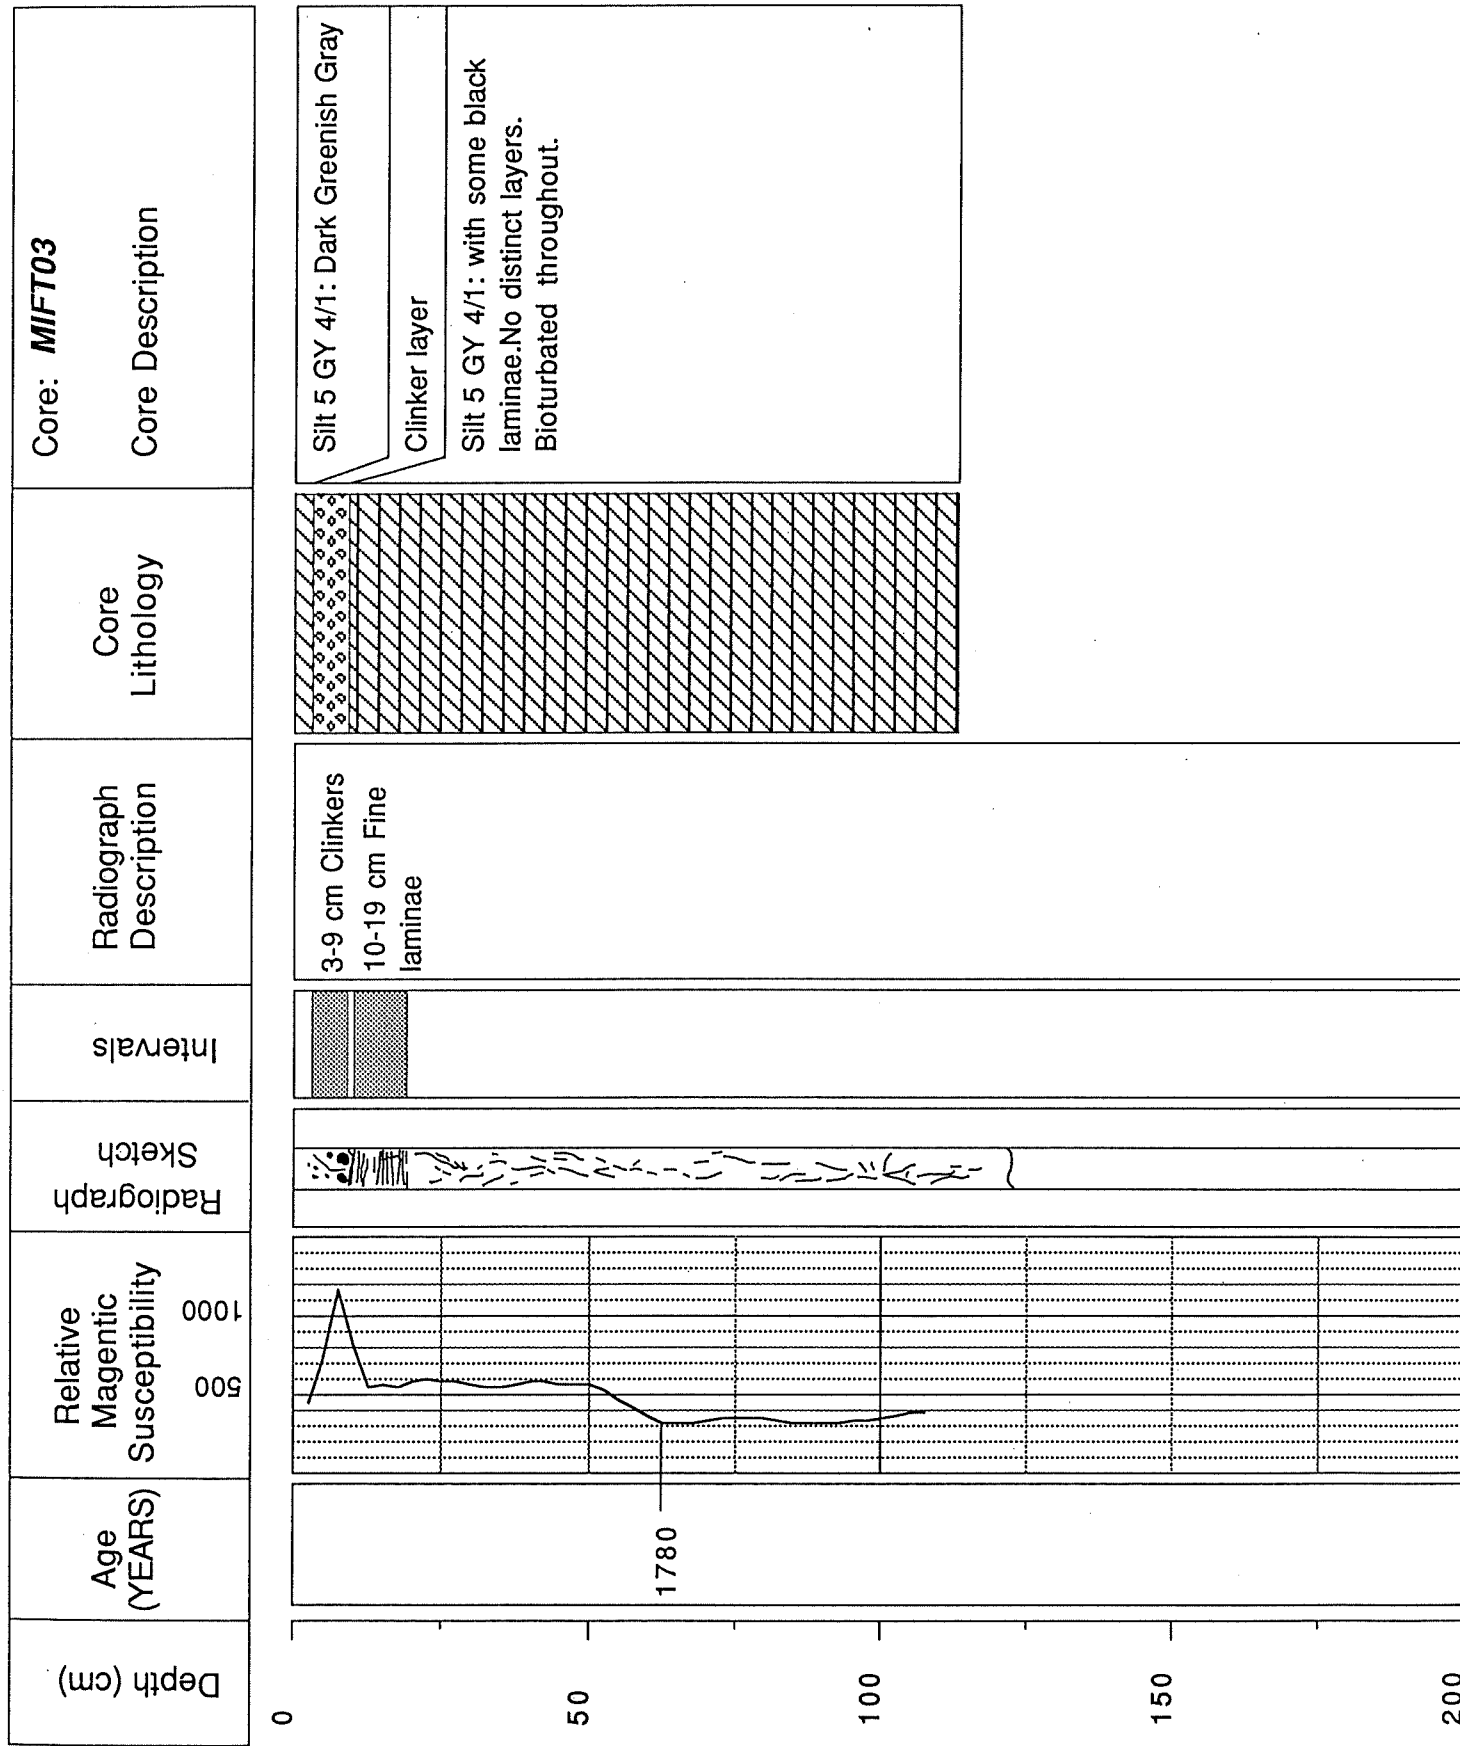 Depth (cm)
Age
(YEARS)
Relative
Magentic
Susceptibility
500
1000
Radiograph
Sketch
Intervals
Radiograph
Description
Core
Lithology
Core: MIFT03
Core Description
0
50
100
150
200
1780
3-9 cm Clinkers
10-19 cm Fine
laminae
Silt 5 GY 4/1: Dark Greenish Gray
Clinker layer
Silt 5 GY 4/1: with some black
laminae.No distinct layers.
Bioturbated throughout.